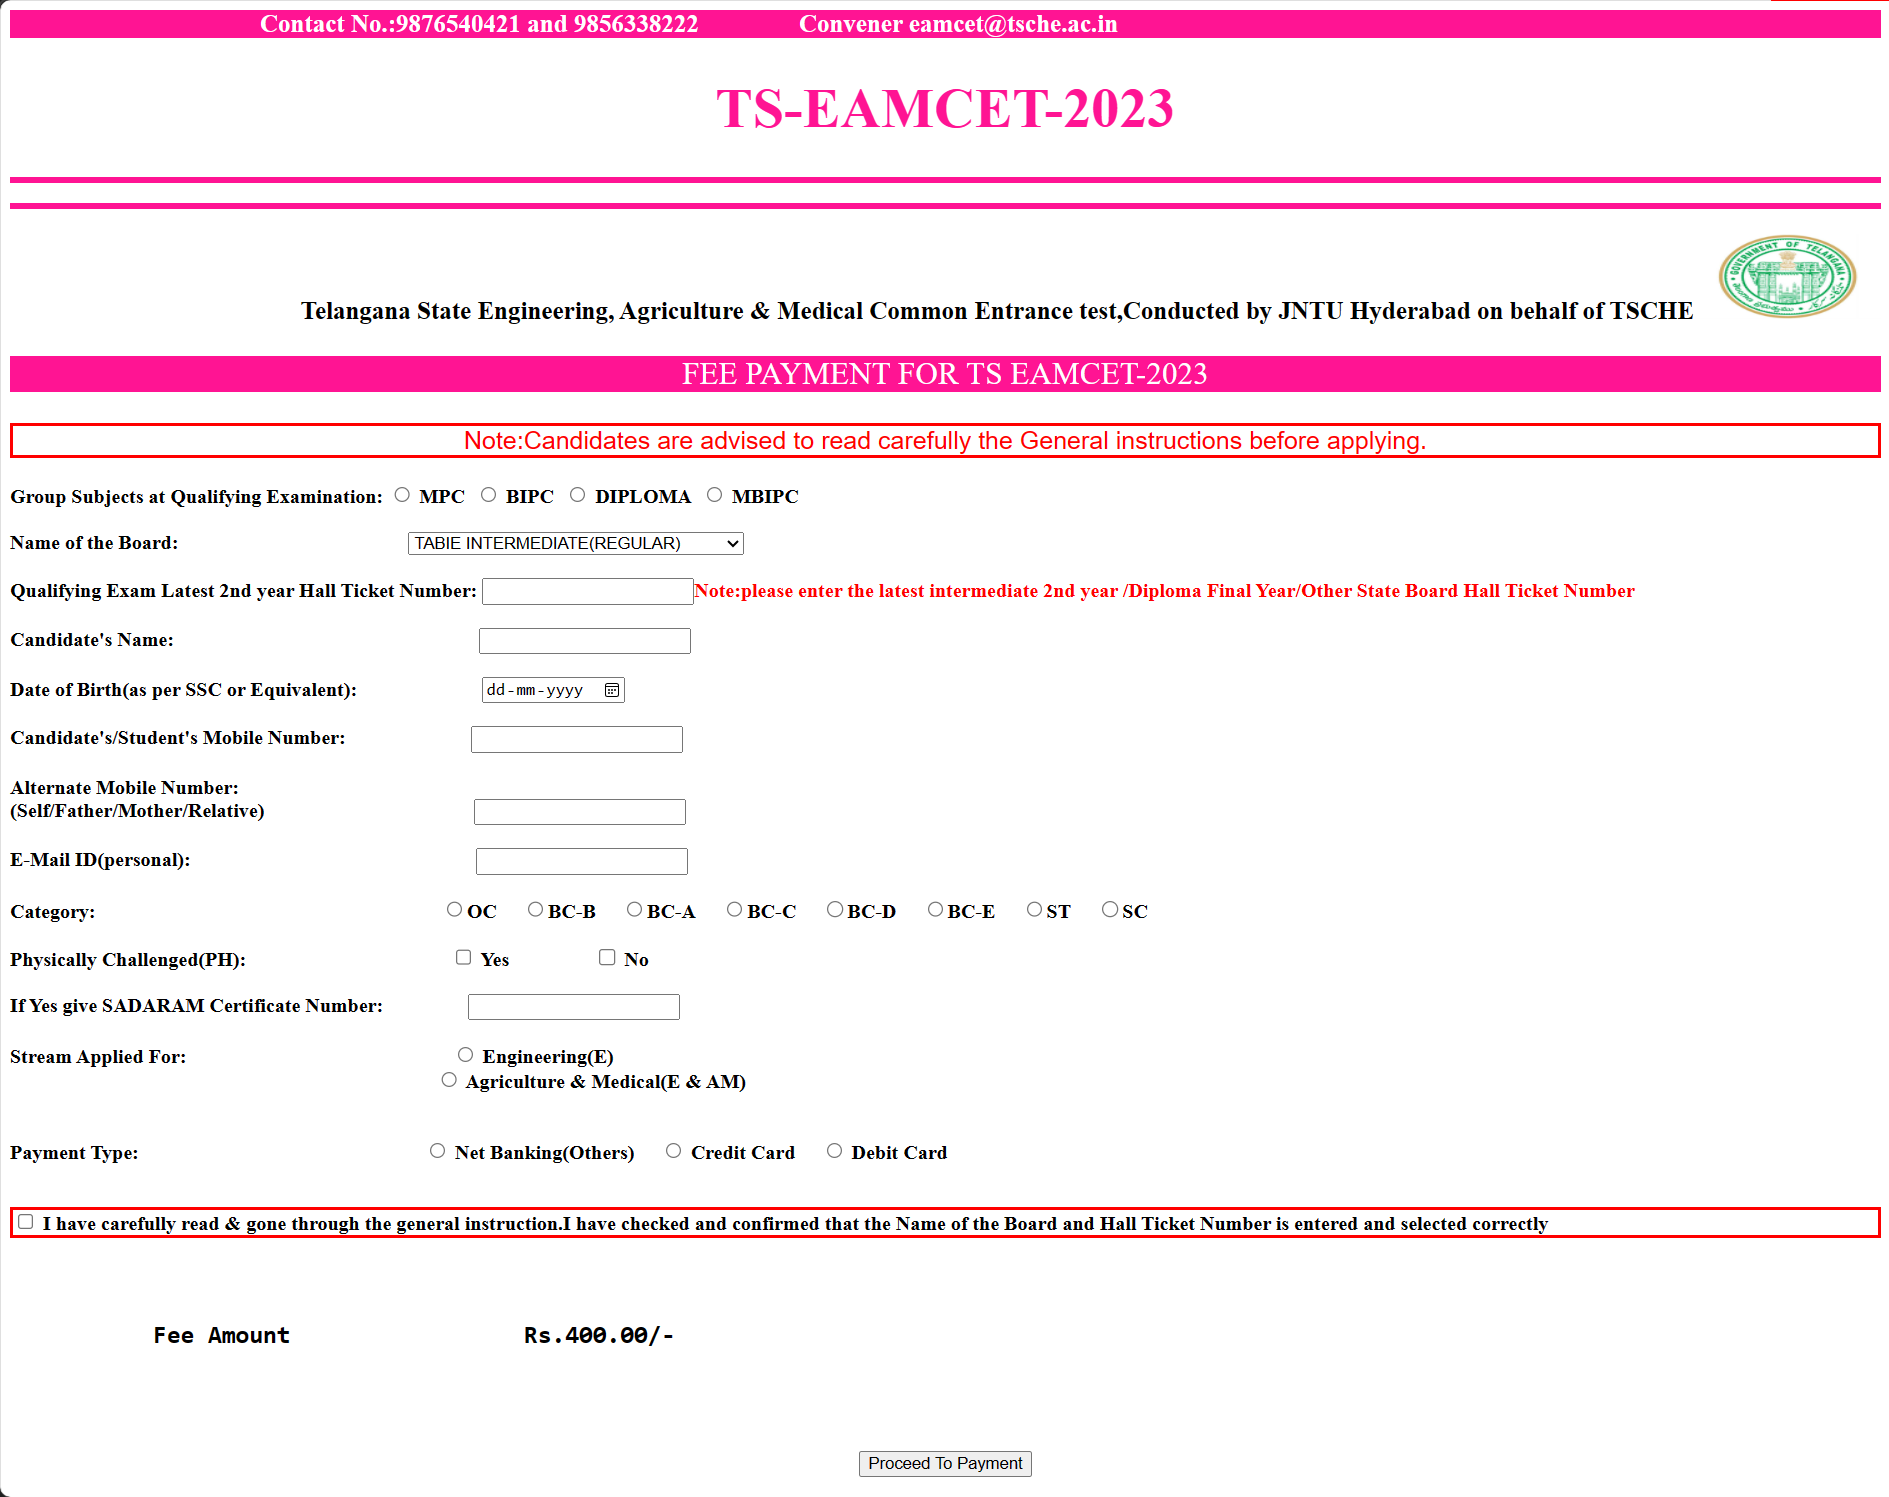 Contact No.:9876540421 and 9856338222 Convener eamcet@tsche.ac.in
TS-EAMCET-2023
GOVERNMENT OF TELANGANA
Telangana State Engineering, Agriculture & Medical Common Entrance test,Conducted by JNTU Hyderabad on behalf of TSCHE
FEE PAYMENT FOR TS EAMCET-2023
Note:Candidates are advised to read carefully the General instructions before applying.
Group Subjects at Qualifying Examination: MPC BIPC DIPLOMA MBIPC
Name of the Board: TABIE INTERMEDIATE(REGULAR)
Qualifying Exam Latest 2nd year Hall Ticket Number: Note:please enter the latest intermediate 2nd year /Diploma Final Year/Other State Board Hall Ticket Number
Candidate's Name:
Date of Birth(as per SSC or Equivalent): dd-mm-yyyy
Candidate's/Student's Mobile Number:
Alternate Mobile Number:
(Self/Father/Mother/Relative)
E-Mail ID(personal):
Category: OC BC-B BC-A BC-C BC-D BC-E ST SC
Physically Challenged(PH): Yes No
If Yes give SADARAM Certificate Number:
Stream Applied For: Engineering(E)
Agriculture & Medical(E & AM)
Payment Type: Net Banking(Others) Credit Card Debit Card
I have carefully read & gone through the general instruction.I have checked and confirmed that the Name of the Board and Hall Ticket Number is entered and selected correctly
Fee Amount Rs.400.00/-
Proceed To Payment